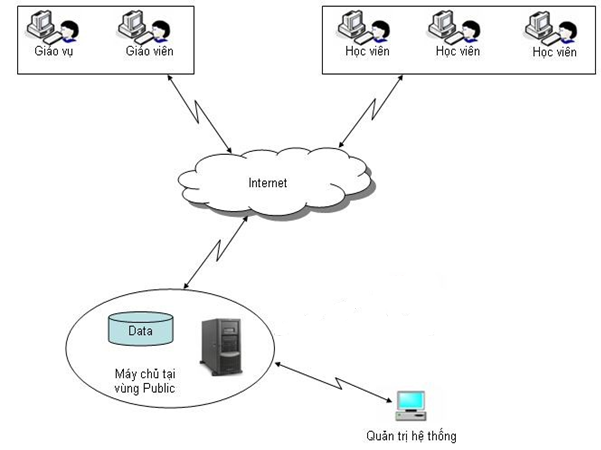 Giáo vụ
Giáo viên
Học viên
Học viên
Học viên
Internet
Data
Máy chủ tại
vùng Public
Quản trị hệ thống